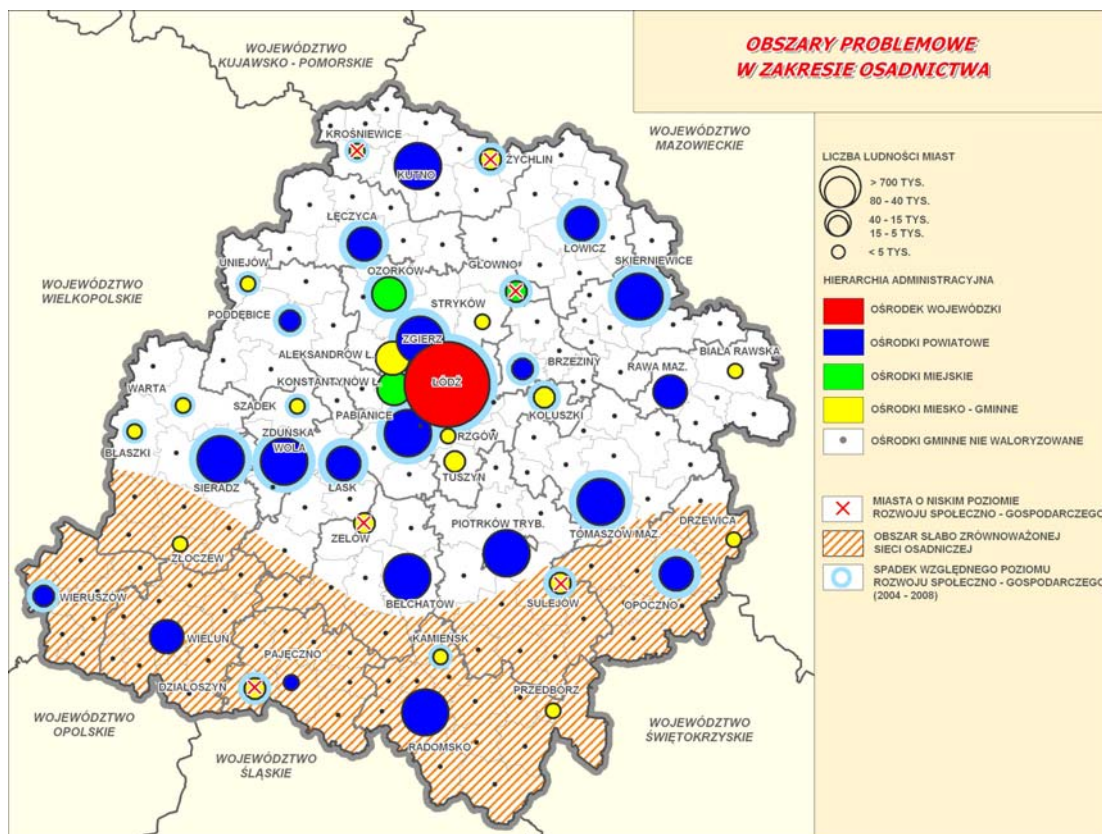 OBSZARY PROBLEMOWE
W ZAKRESIE OSADNICTWA
WOJEWÓDZTWO
KUJAWSKO - POMORSKIE
WOJEWÓDZTWO
MAZOWIECKIE
WOJEWÓDZTWO
WIELKOPOLSKIE
WOJEWÓDZTWO
OPOLSKIE
WOJEWÓDZTWO
ŚLĄSKIE
WOJEWÓDZTWO
ŚWIĘTOKRZYSKIE
KROŚNIEWICE
ŻYCHLIN
KUTNO
ŁĘCZYCA
ŁOWICZ
UNIEJÓW
OZORKÓW
GŁOWNO
SKIERNIEWICE
STRYKÓW
PODDĘBICE
ZGIERZ
ALEKSANDRÓW Ł.
BRZEZINY
BIAŁA RAWSKA
RAWA MAZ.
KONSTANTYNÓW Ł.
ŁÓDŹ
WARTA
SZADEK
PABIANICE
KOLUSZKI
BŁASZKI
ZDUŃSKA
WOLA
RZGÓW
TUSZYN
SIERADZ
ŁASK
PIOTRKÓW TRYB.
TOMASZÓW MAZ.
DRZEWICA
ZELÓW
ZŁOCZEW
BEŁCHATÓW
SULEJÓW
OPOCZNO
WIERUSZÓW
WIELUŃ
KAMIEŃSK
PAJĘCZNO
DZIAŁOSZYN
PRZEDBÓRZ
RADOMSKO
LICZBA LUDNOŚCI MIAST
> 700 TYS.
80 - 40 TYS.
40 - 15 TYS.
15 - 5 TYS.
< 5 TYS.
HIERARCHIA ADMINISTRACYJNA
OŚRODEK WOJEWÓDZKI
OŚRODKI POWIATOWE
OŚRODKI MIEJSKIE
OŚRODKI MIESKO - GMINNE
OŚRODKI GMINNE NIE WALORYZOWANE
MIASTA O NISKIM POZIOMIE
ROZWOJU SPOŁECZNO - GOSPODARCZEGO
OBSZAR SŁABO ZRÓWNOWAŻONEJ
SIECI OSADNICZEJ
SPADEK WZGLĘDNEGO POZIOMU
ROZWOJU SPOŁECZNO - GOSPODARCZEGO
(2004 - 2008)